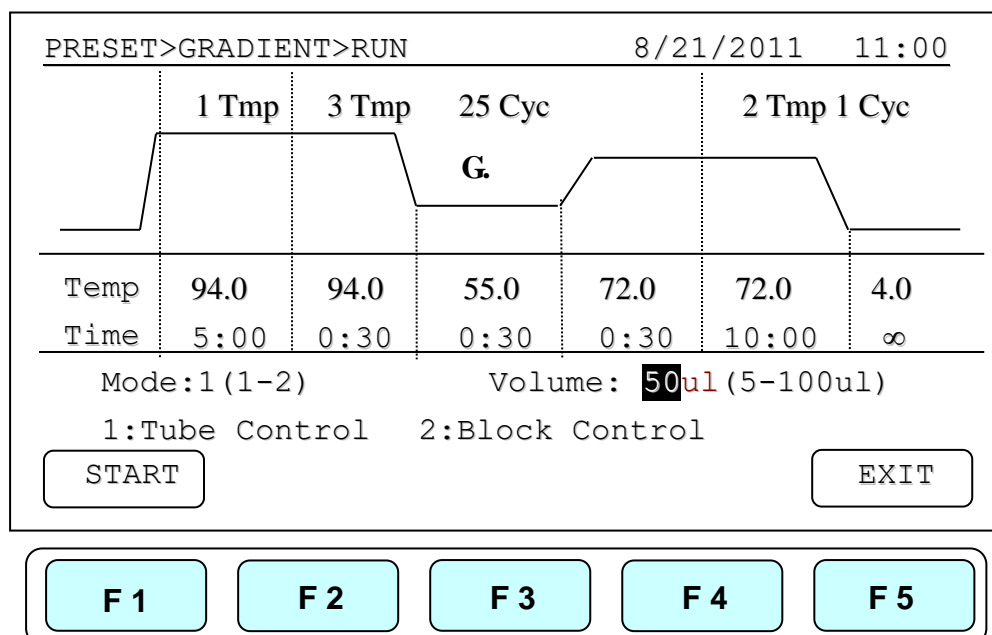 PRESET>GRADIENT>RUN 8/21/2011 11:00
1 Tmp 3 Tmp 25 Cyc 2 Tmp 1 Cyc
G.
Temp 94.0 94.0 55.0 72.0 72.0 4.0
Time 5:00 0:30 0:30 0:30 10:00 ∞
Mode:1(1-2) Volume: 50ul(5-100ul)
1:Tube Control 2:Block Control
START EXIT
F 1 F 2 F 3 F 4 F 5